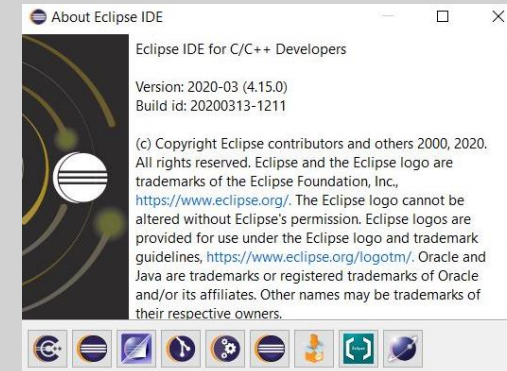 About Eclipse IDE
Eclipse IDE for C/C++ Developers
Version: 2020-03 (4.15.0)
Build id: 20200313-1211
(c) Copyright Eclipse contributors and others 2000, 2020.
All rights reserved. Eclipse and the Eclipse logo are
trademarks of the Eclipse Foundation, Inc.,
https://www.eclipse.org/. The Eclipse logo cannot be
altered without Eclipse's permission. Eclipse logos are
provided for use under the Eclipse logo and trademark
guidelines, https://www.eclipse.org/logotm/. Oracle and
Java are trademarks or registered trademarks of Oracle
and/or its affiliates. Other names may be trademarks of
their respective owners.